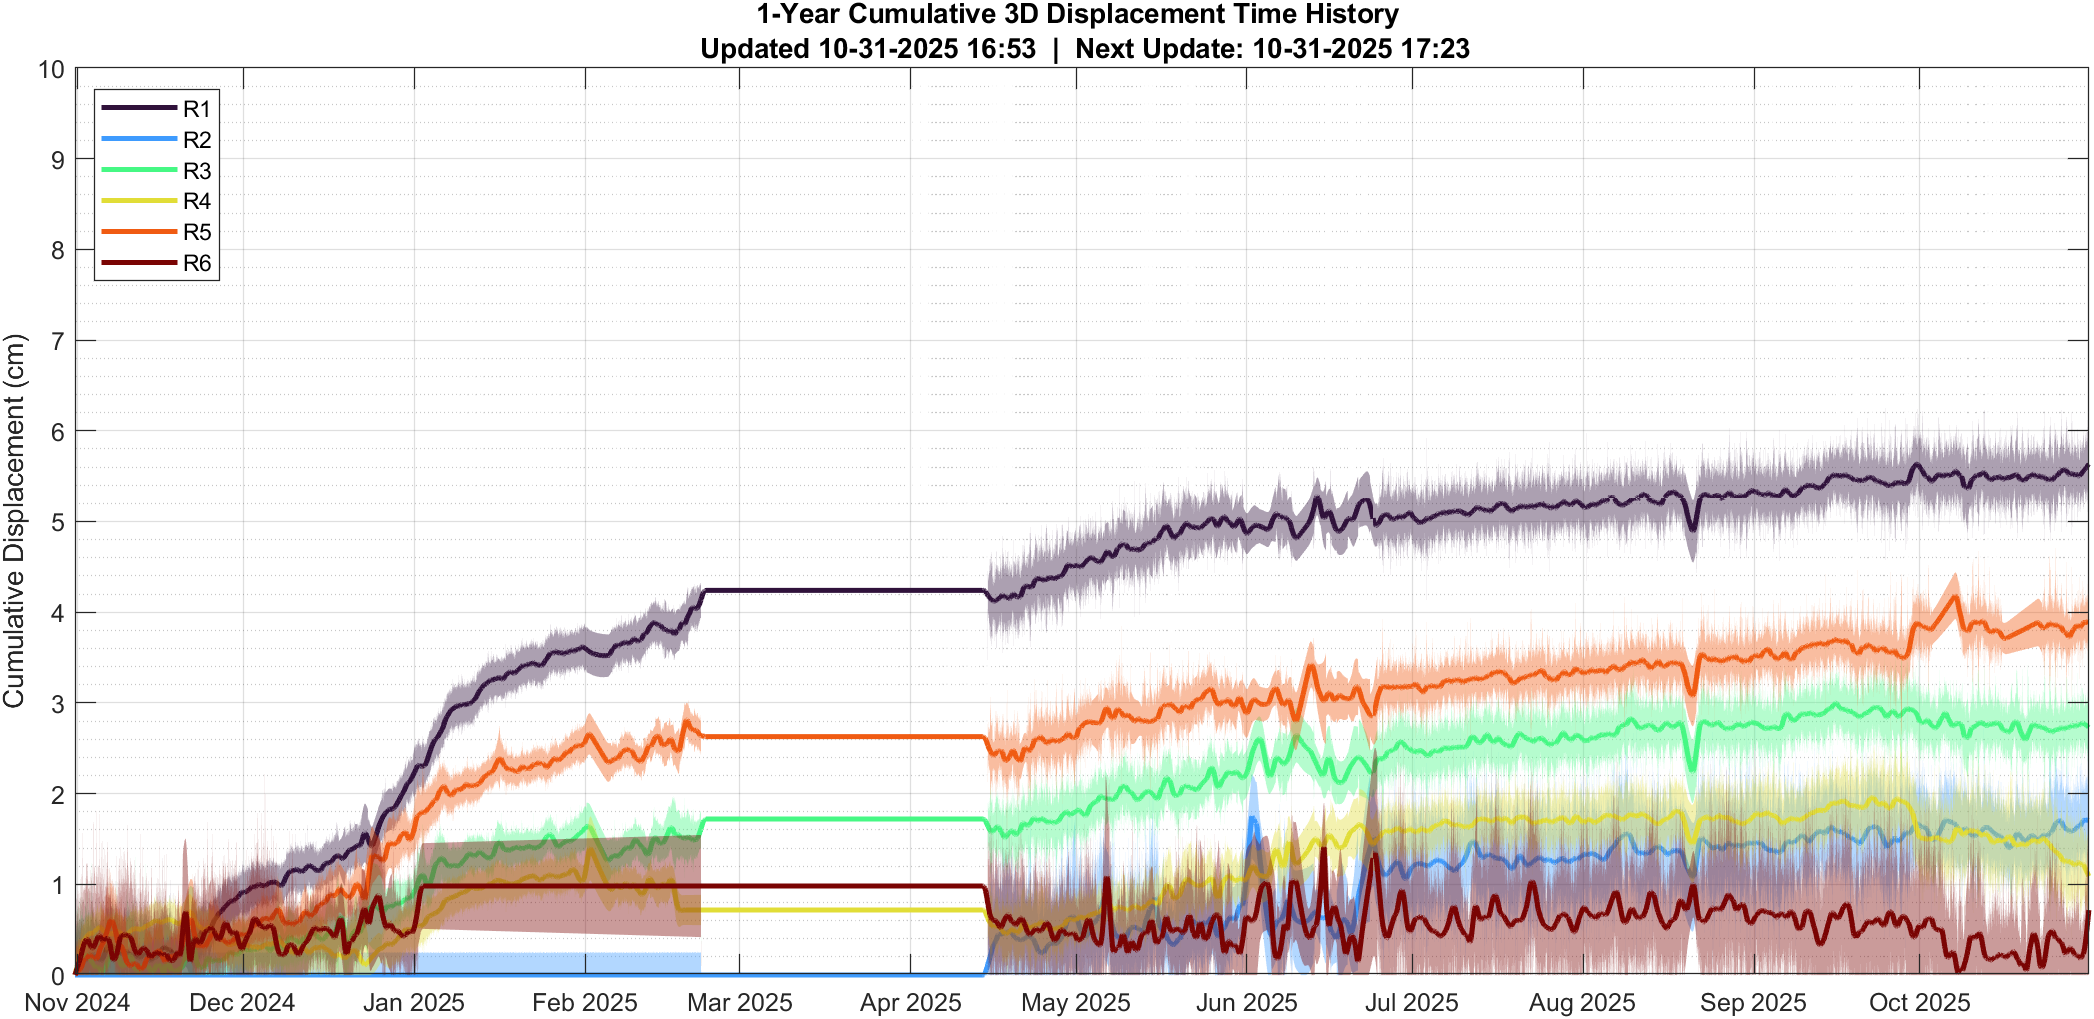 1-Year Cumulative 3D Displacement Time History
Updated 10-31-2025 16:53 | Next Update: 10-31-2025 17:23
10
9
8
7
6
5
4
3
2
1
0
Cumulative Displacement (cm)
R1
R2
R3
R4
R5
R6
Nov 2024 Dec 2024 Jan 2025 Feb 2025 Mar 2025 Apr 2025 May 2025 Jun 2025 Jul 2025 Aug 2025 Sep 2025 Oct 2025